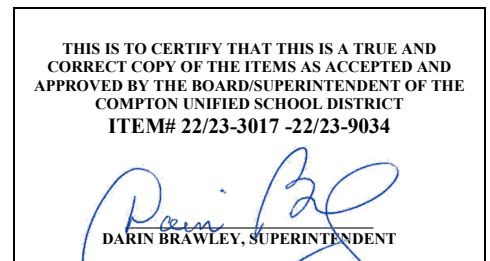 THIS IS TO CERTIFY THAT THIS IS A TRUE AND
CORRECT COPY OF THE ITEMS AS ACCEPTED AND
APPROVED BY THE BOARD/SUPERINTENDENT OF THE
COMPTON UNIFIED SCHOOL DISTRICT
ITEM# 22/23-3017 -22/23-9034
DARIN BRAWLEY, SUPERINTENDENT